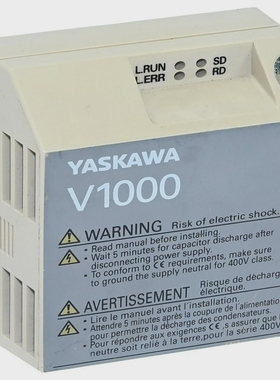 L.RUN SD
L.ERR RD
YASKAWA
V1000
WARNING Risk of electric shock.
• Read manual before installing.
• Wait 5 minutes for capacitor discharge after
disconnecting power supply.
• To conform to CE requirements, make sure
to ground the supply neutral for 400V class.
AVERTISSEMENT Risque de décharge
électrique.
• Lire le manuel avant l'installation.
• Attendre 5 minutes après la coupure de l'alimentation,
pour permettre la décharge des condensateurs.
• Pour répondre aux exigences CE, s'assurer que le
neutre soit relié à la terre, pour la série 400V